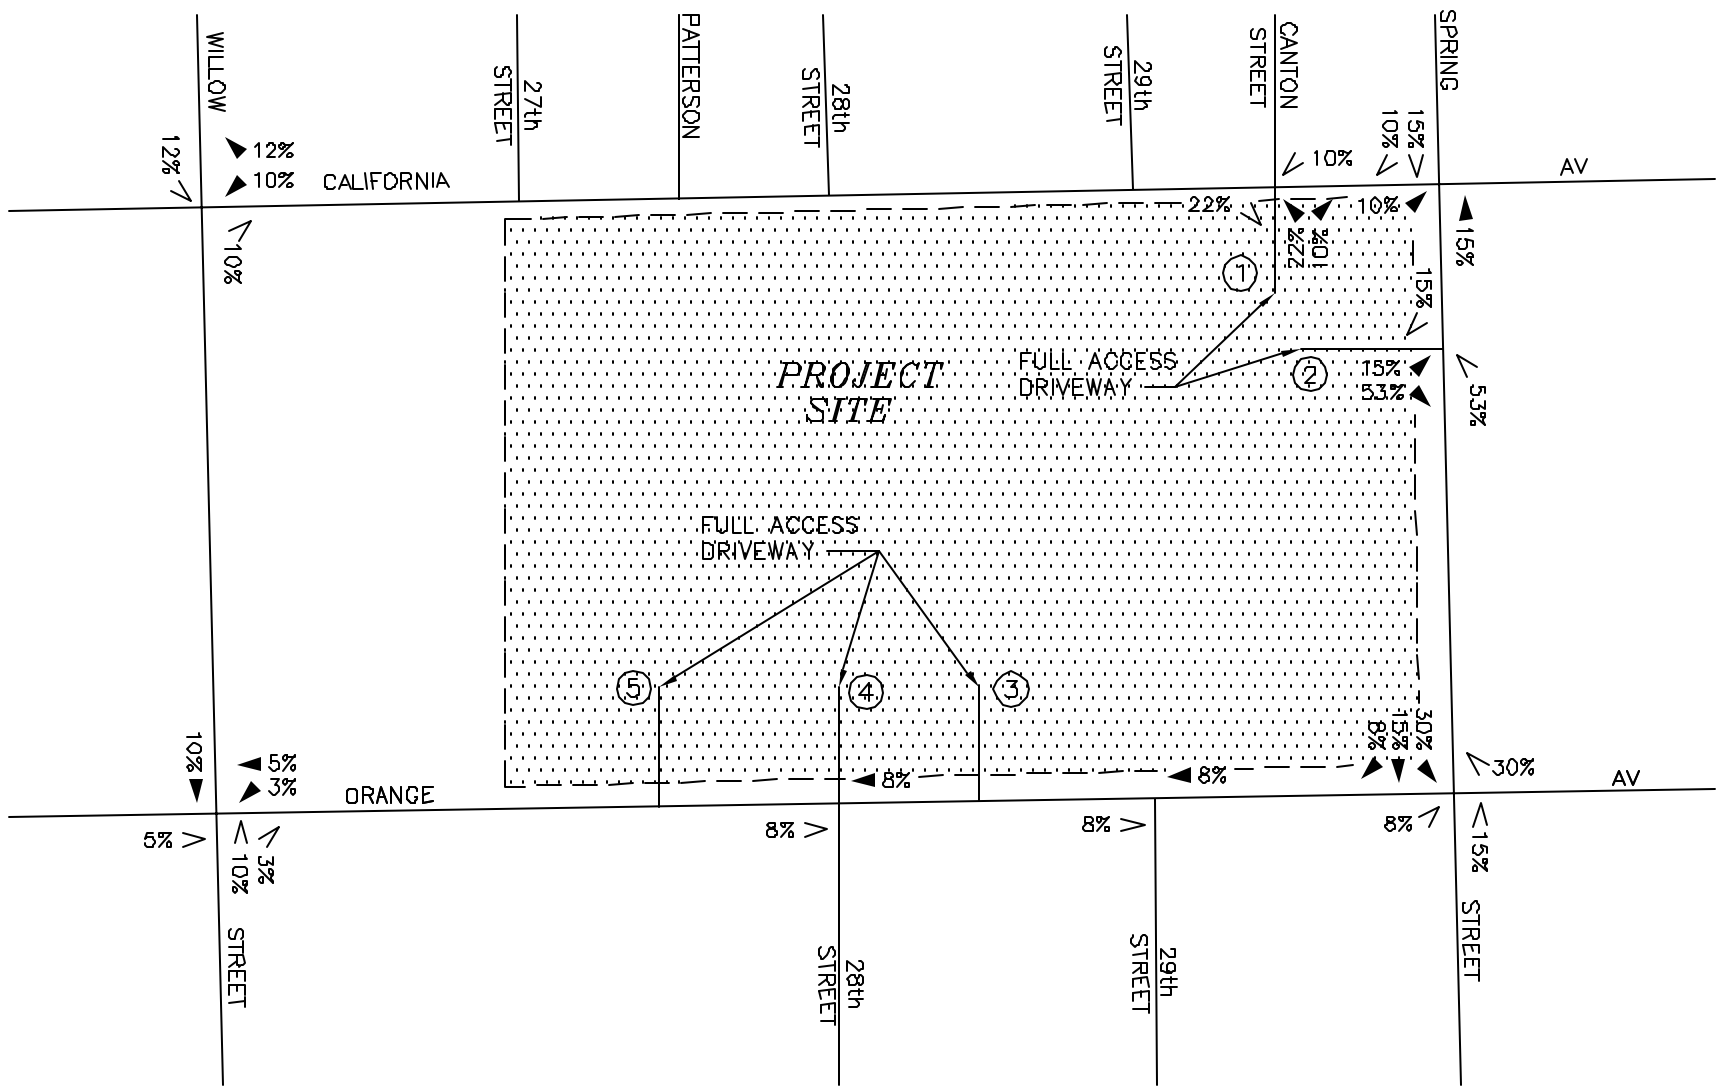 WILLOW
27th
STREET
PATTERSON
28th
STREET
29th
STREET
CANTON
STREET
SPRING
12%
12%
10%
CALIFORNIA
10%
10%
15%
AV
10%
22%
22%
10%
10%
15%
1
15%
FULL ACCESS
DRIVEWAY
2
15%
53%
53%
PROJECT
SITE
FULL ACCESS
DRIVEWAY
5
4
3
10%
5%
3%
ORANGE
8%
8%
8%
15%
30%
30%
AV
5%
10%
3%
8%
8%
8%
15%
STREET
28th
STREET
29th
STREET
STREET